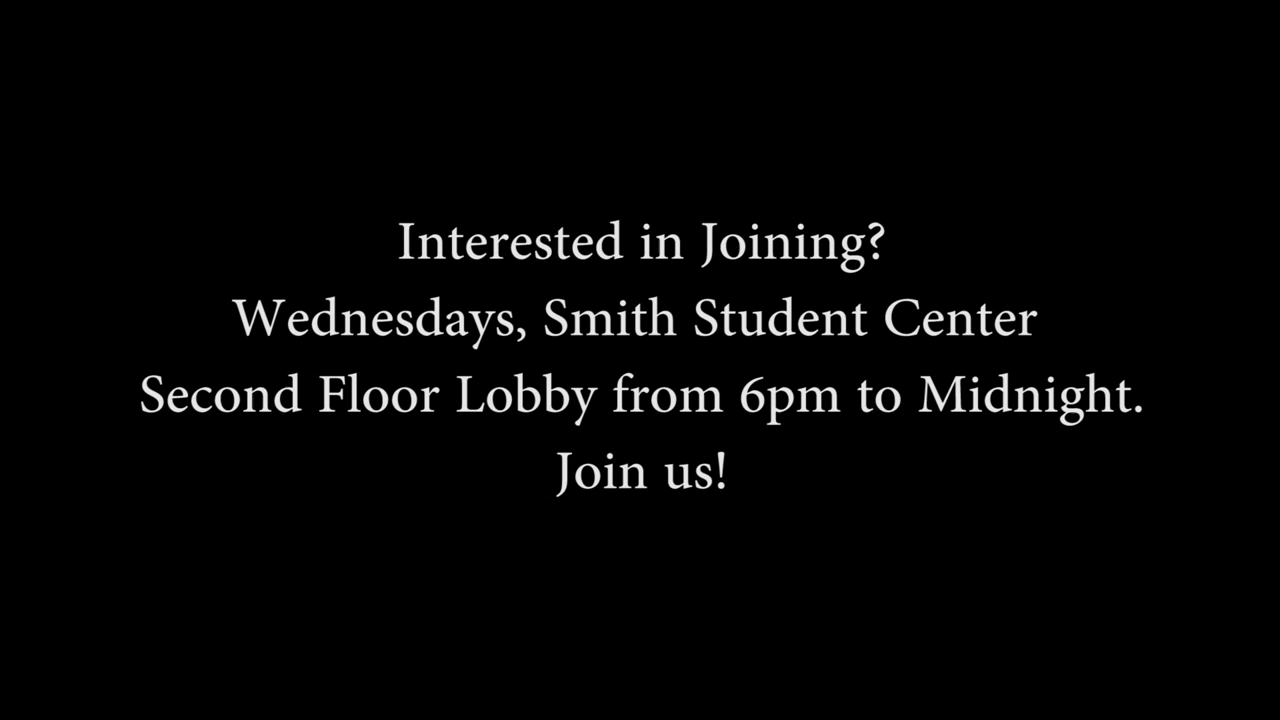 Interested in Joining?
Wednesdays, Smith Student Center
Second Floor Lobby from 6pm to Midnight.
Join us!